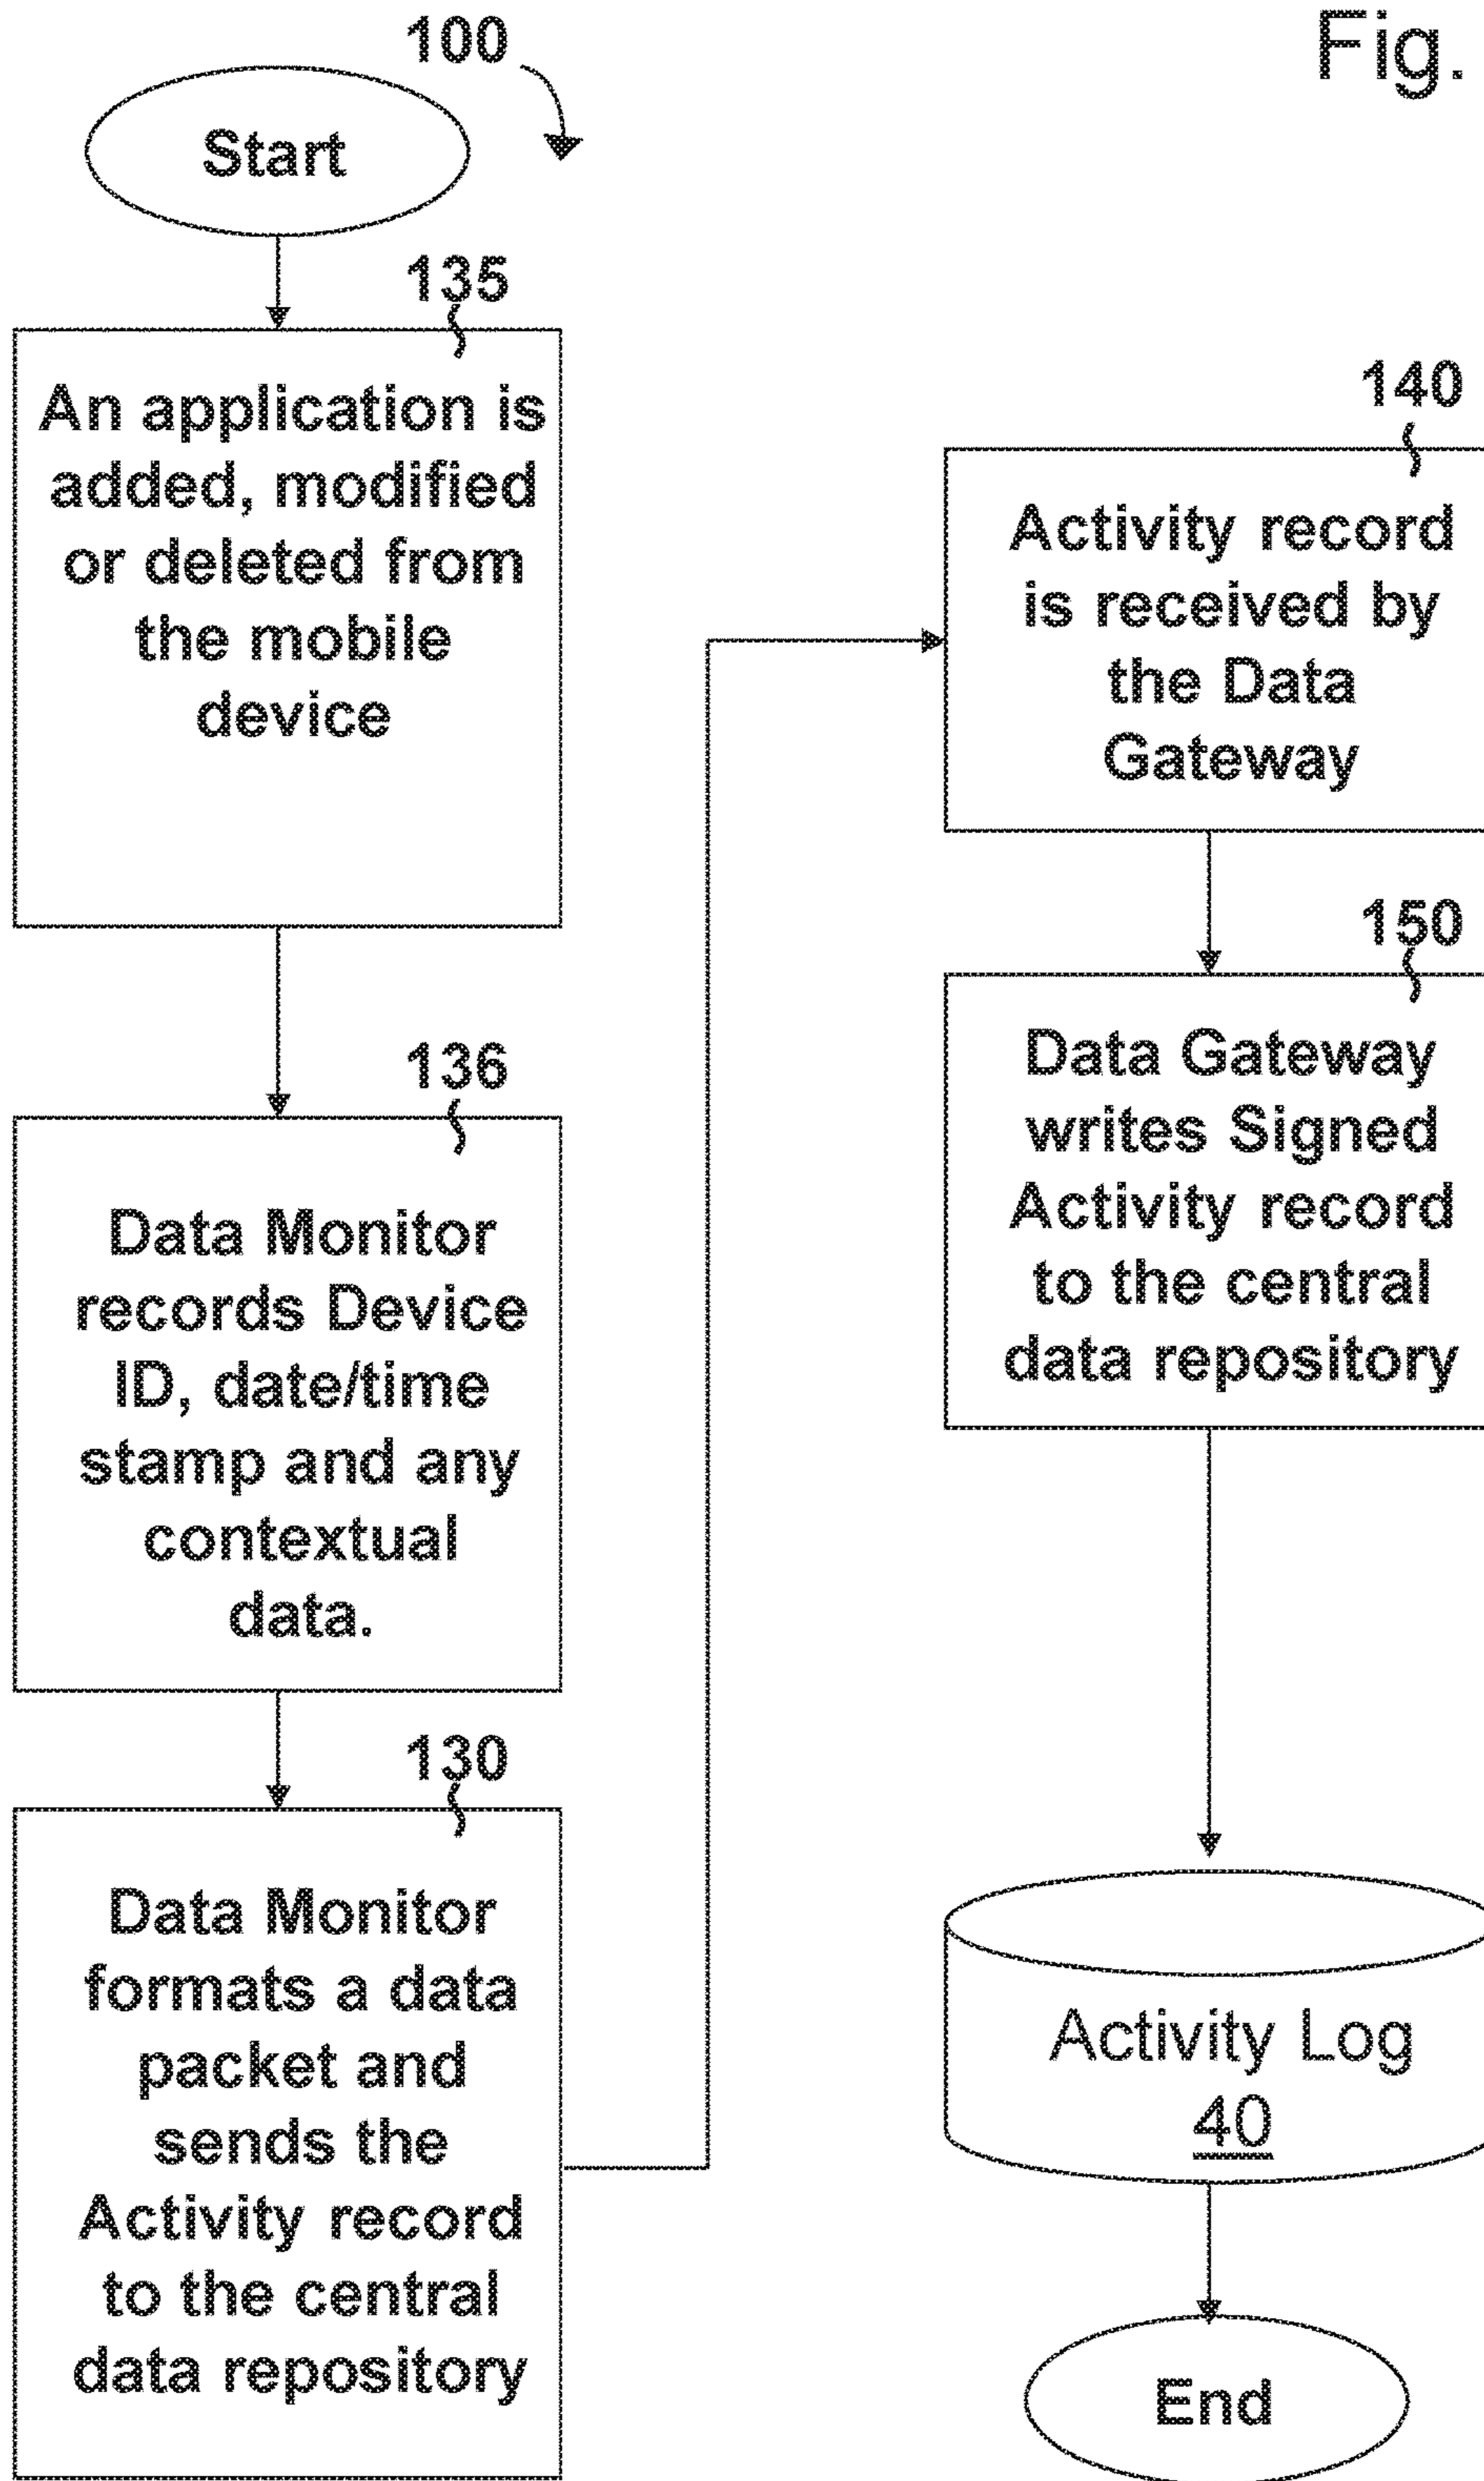 100
Fig.
Start
135
An application is
added, modified
or deleted from
the mobile
device
136
Data Monitor
records Device
ID, date/time
stamp and any
contextual
data.
130
Data Monitor
formats a data
packet and
sends the
Activity record
to the central
data repository
140
Activity record
is received by
the Data
Gateway
150
Data Gateway
writes Signed
Activity record
to the central
data repository
Activity Log
40
End